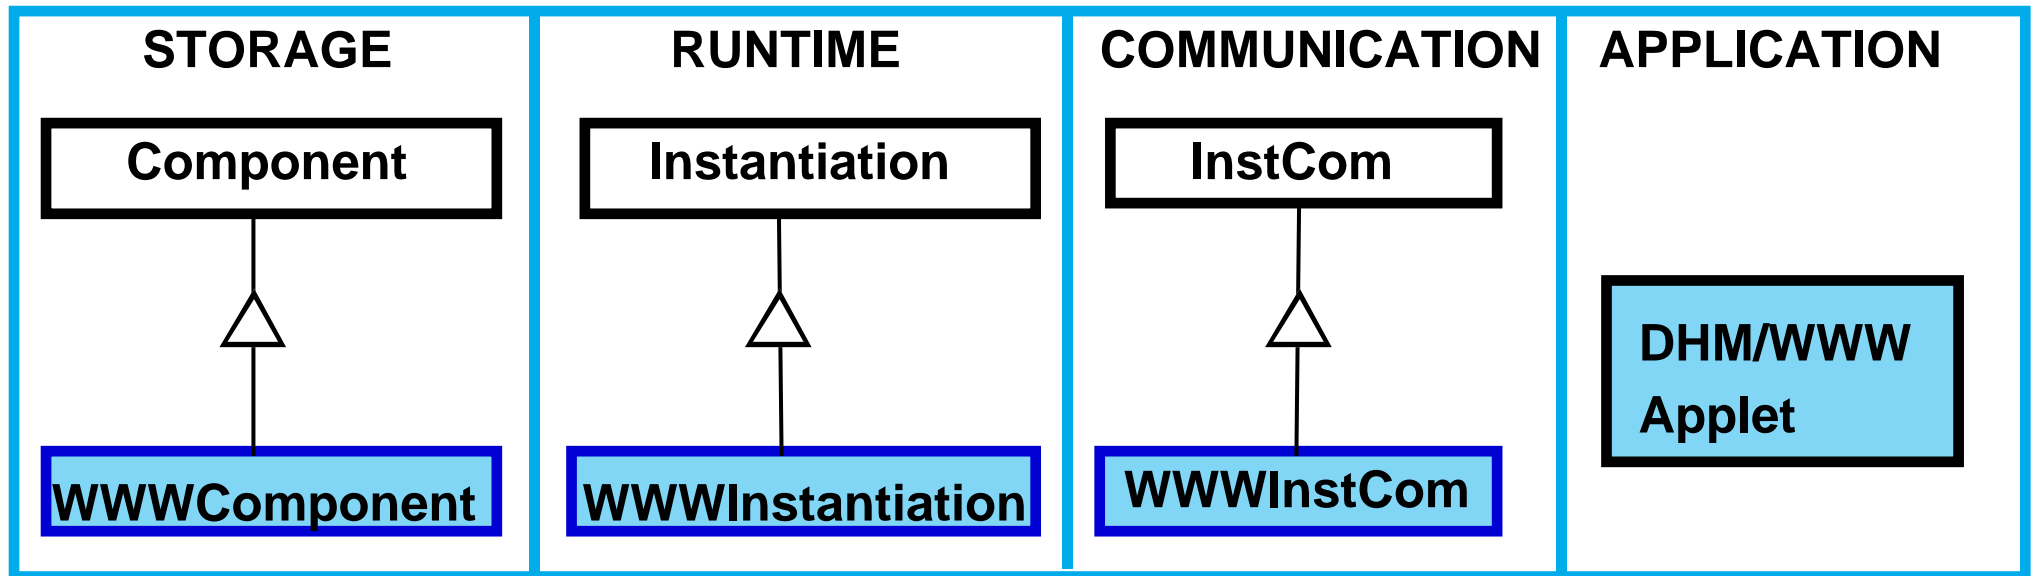 STORAGE
RUNTIME
COMMUNICATION
APPLICATION
Component
Instantiation
InstCom
DHM/WWW
Applet
WWWComponent
WWWInstantiation
WWWInstCom